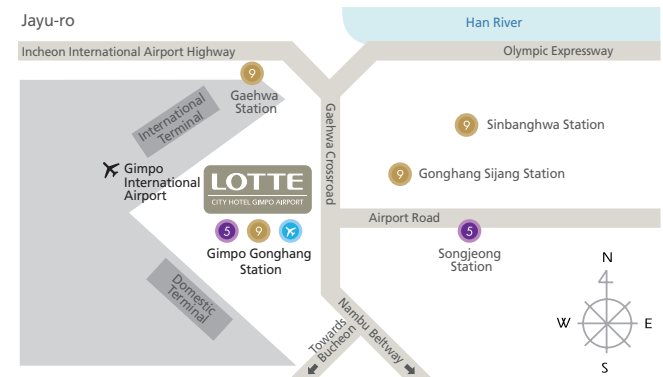 Jayu-ro
Han River
Incheon International Airport Highway
Olympic Expressway
9
Gaehwa
Station
International
Terminal
Gaehwa Crossroad
9
Sinbanghwa Station
Gimpo
International
Airport
LOTTE
CITY HOTEL GIMPO AIRPORT
9
Gonghang Sijang Station
Airport Road
5
9
Gimpo Gonghang
Station
5
Songjeong
Station
Domestic
Terminal
Nambu Beltway
Towards
Bucheon
N
W
E
S